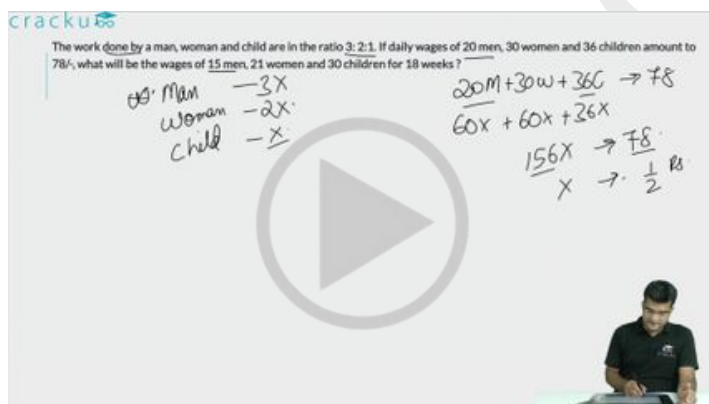 cracku
The work done by a man, woman and child are in the ratio 3: 2:1. If daily wages of 20 men, 30 women and 36 children amount to
78/-, what will be the wages of 15 men, 21 women and 30 children for 18 weeks ?
Man – 3X
Woman – 2X
Child – X
20M+30W+36C → 78
60X + 60X + 36X
156X → 78
X → 1/2 Rs